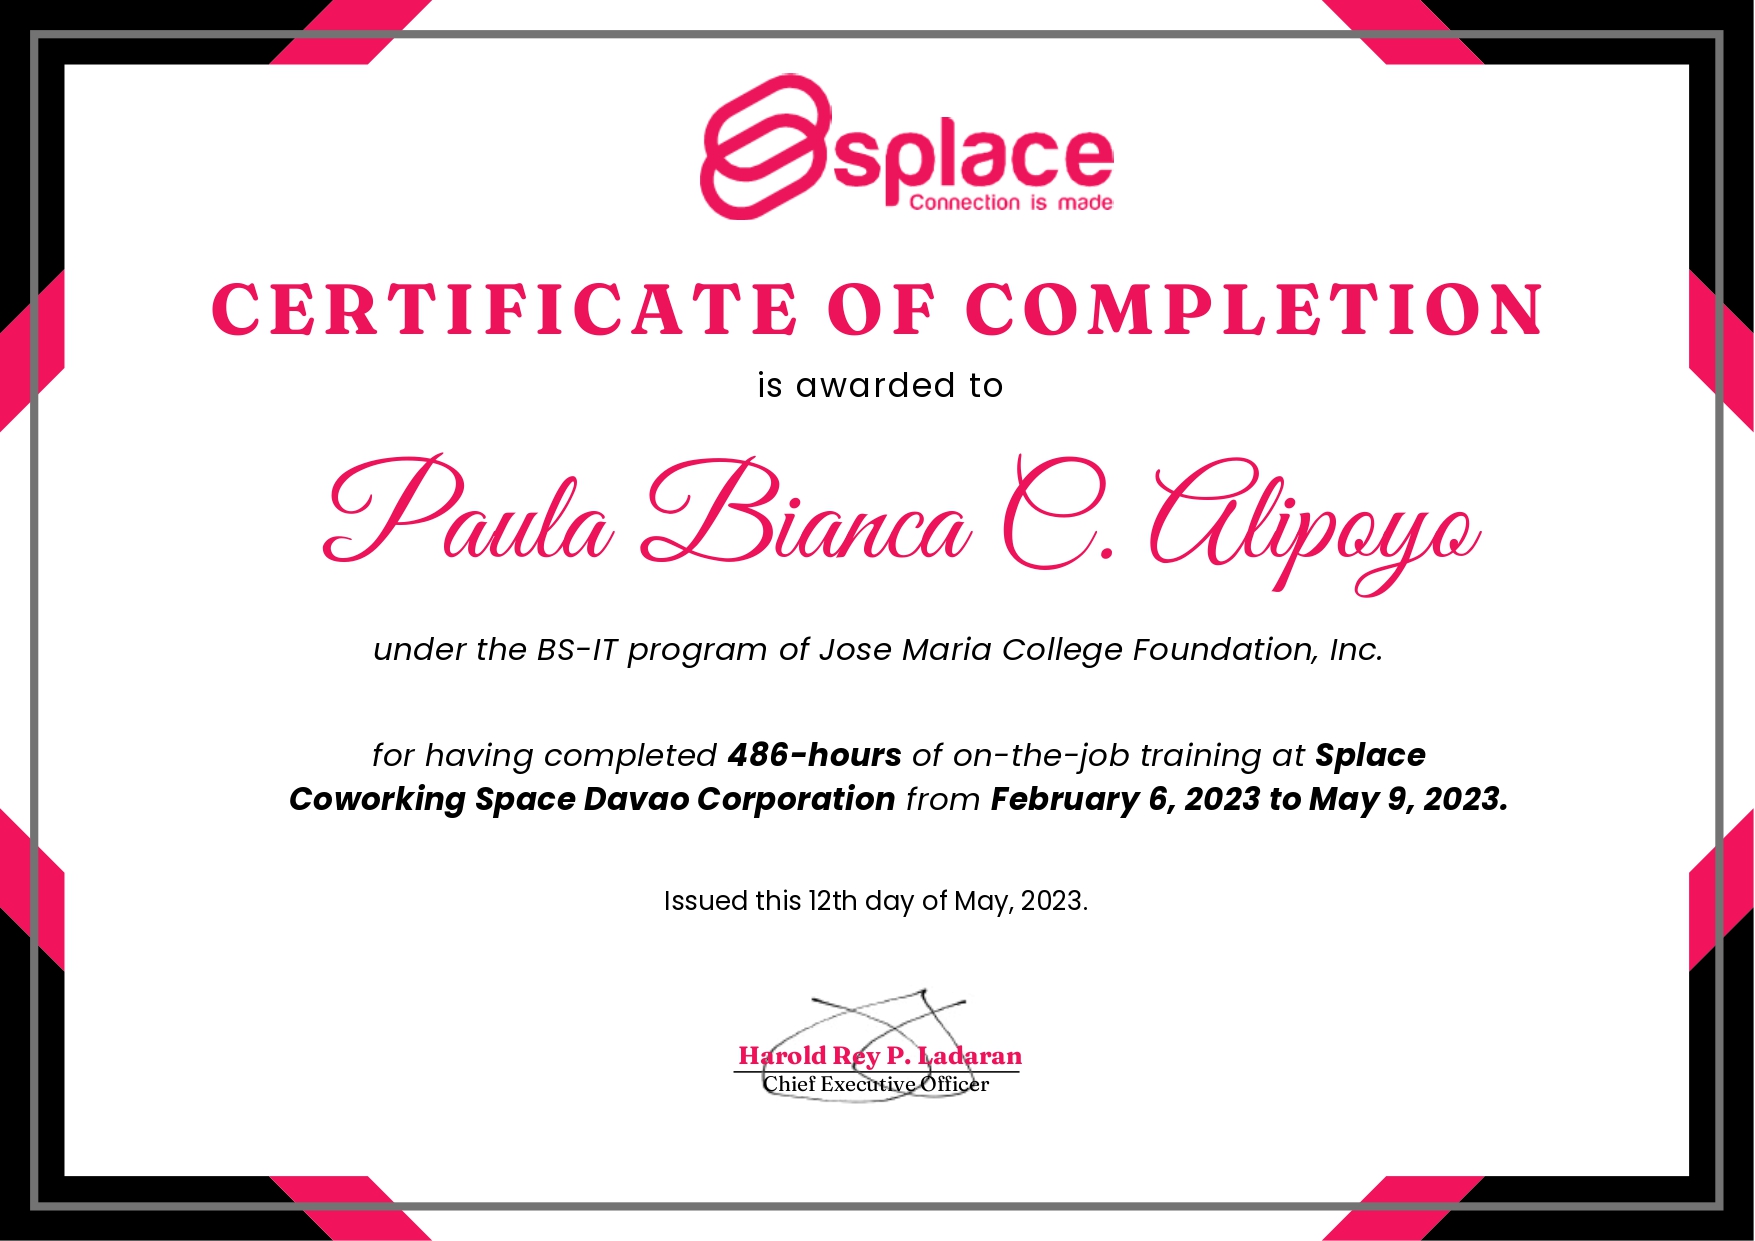 splace
Connection is made
CERTIFICATE OF COMPLETION
is awarded to
Paula Bianca C. Alipoyo
under the BS-IT program of Jose Maria College Foundation, Inc.
for having completed 486-hours of on-the-job training at Splace
Coworking Space Davao Corporation from February 6, 2023 to May 9, 2023.
Issued this 12th day of May, 2023.
Harold Rey P. Ladaran
Chief Executive Officer